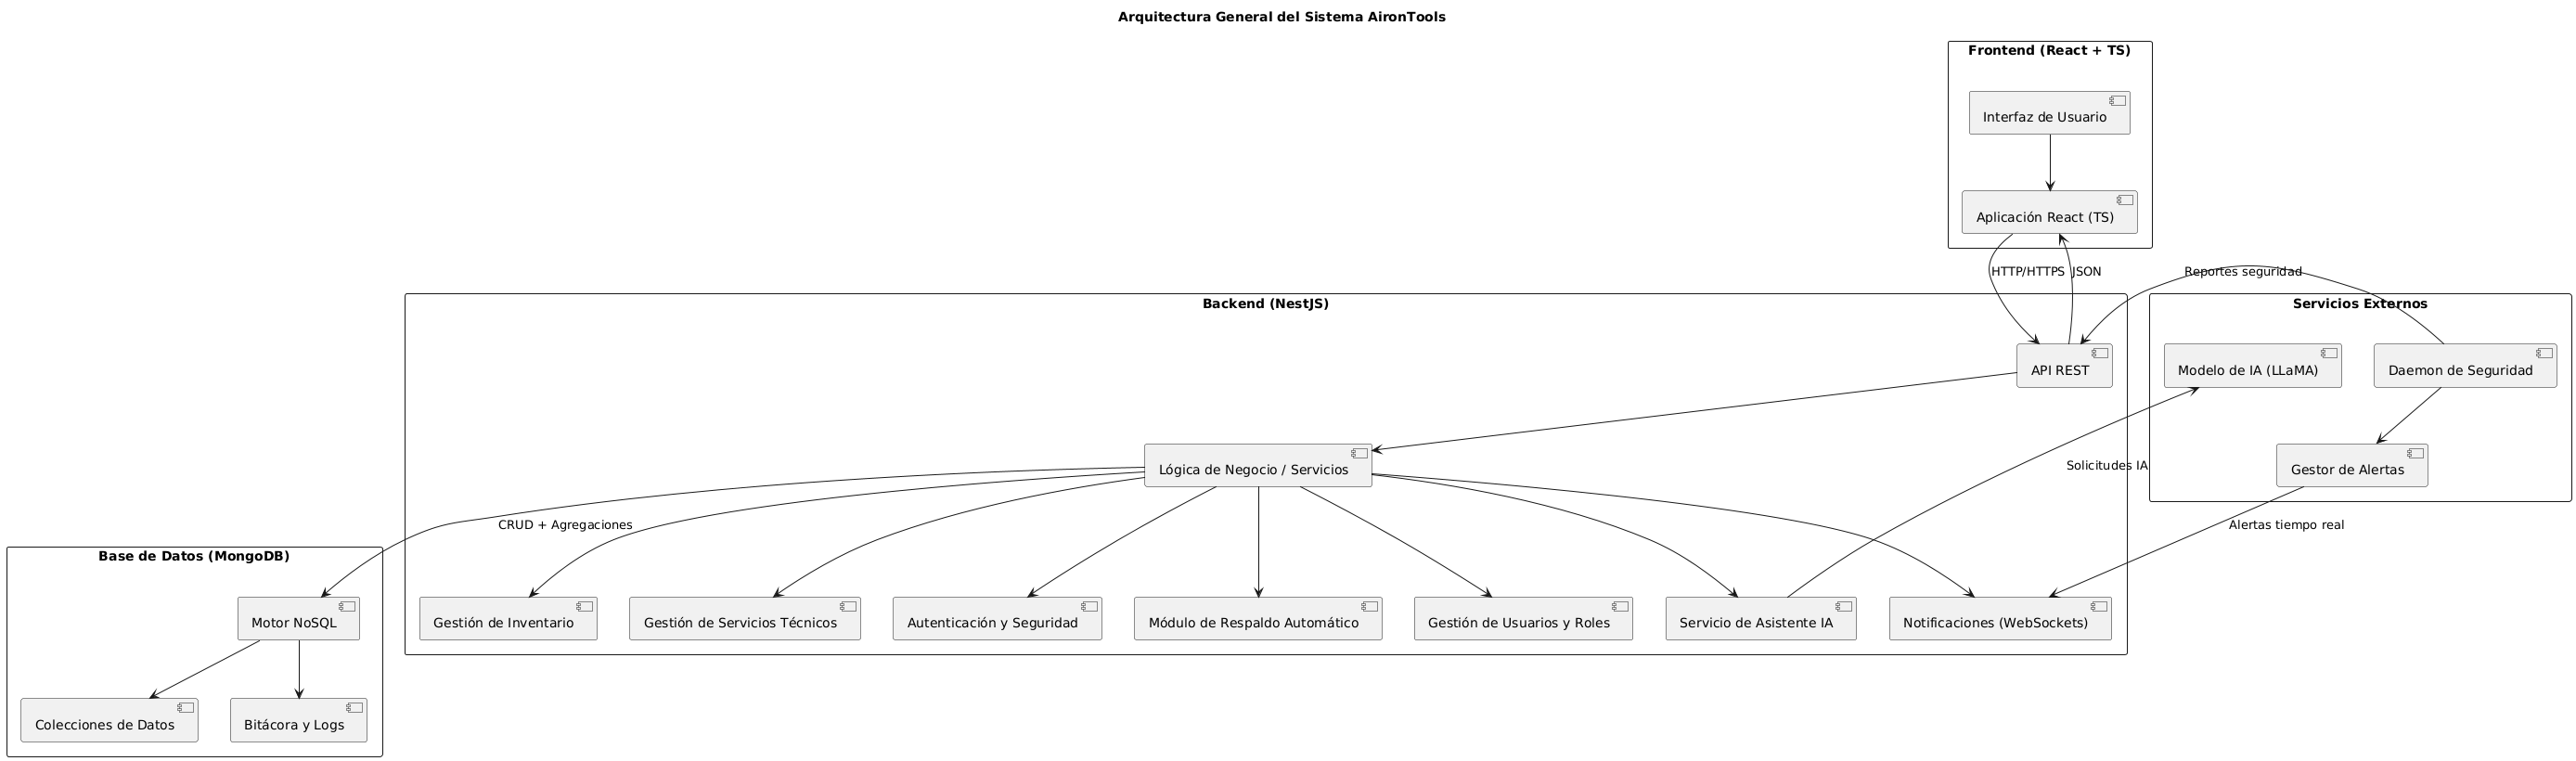 Arquitectura General del Sistema AironTools
Frontend (React + TS)
Interfaz de Usuario
Aplicación React (TS)
HTTP/HTTPS
JSON
Reportes seguridad
Backend (NestJS)
Servicios Externos
API REST
Modelo de IA (LLaMA)
Daemon de Seguridad
Lógica de Negocio / Servicios
Solicitudes IA
Gestor de Alertas
CRUD + Agregaciones
Alertas tiempo real
Base de Datos (MongoDB)
Motor NoSQL
Gestión de Inventario
Gestión de Servicios Técnicos
Autenticación y Seguridad
Módulo de Respaldo Automático
Gestión de Usuarios y Roles
Servicio de Asistente IA
Notificaciones (WebSockets)
Colecciones de Datos
Bitácora y Logs